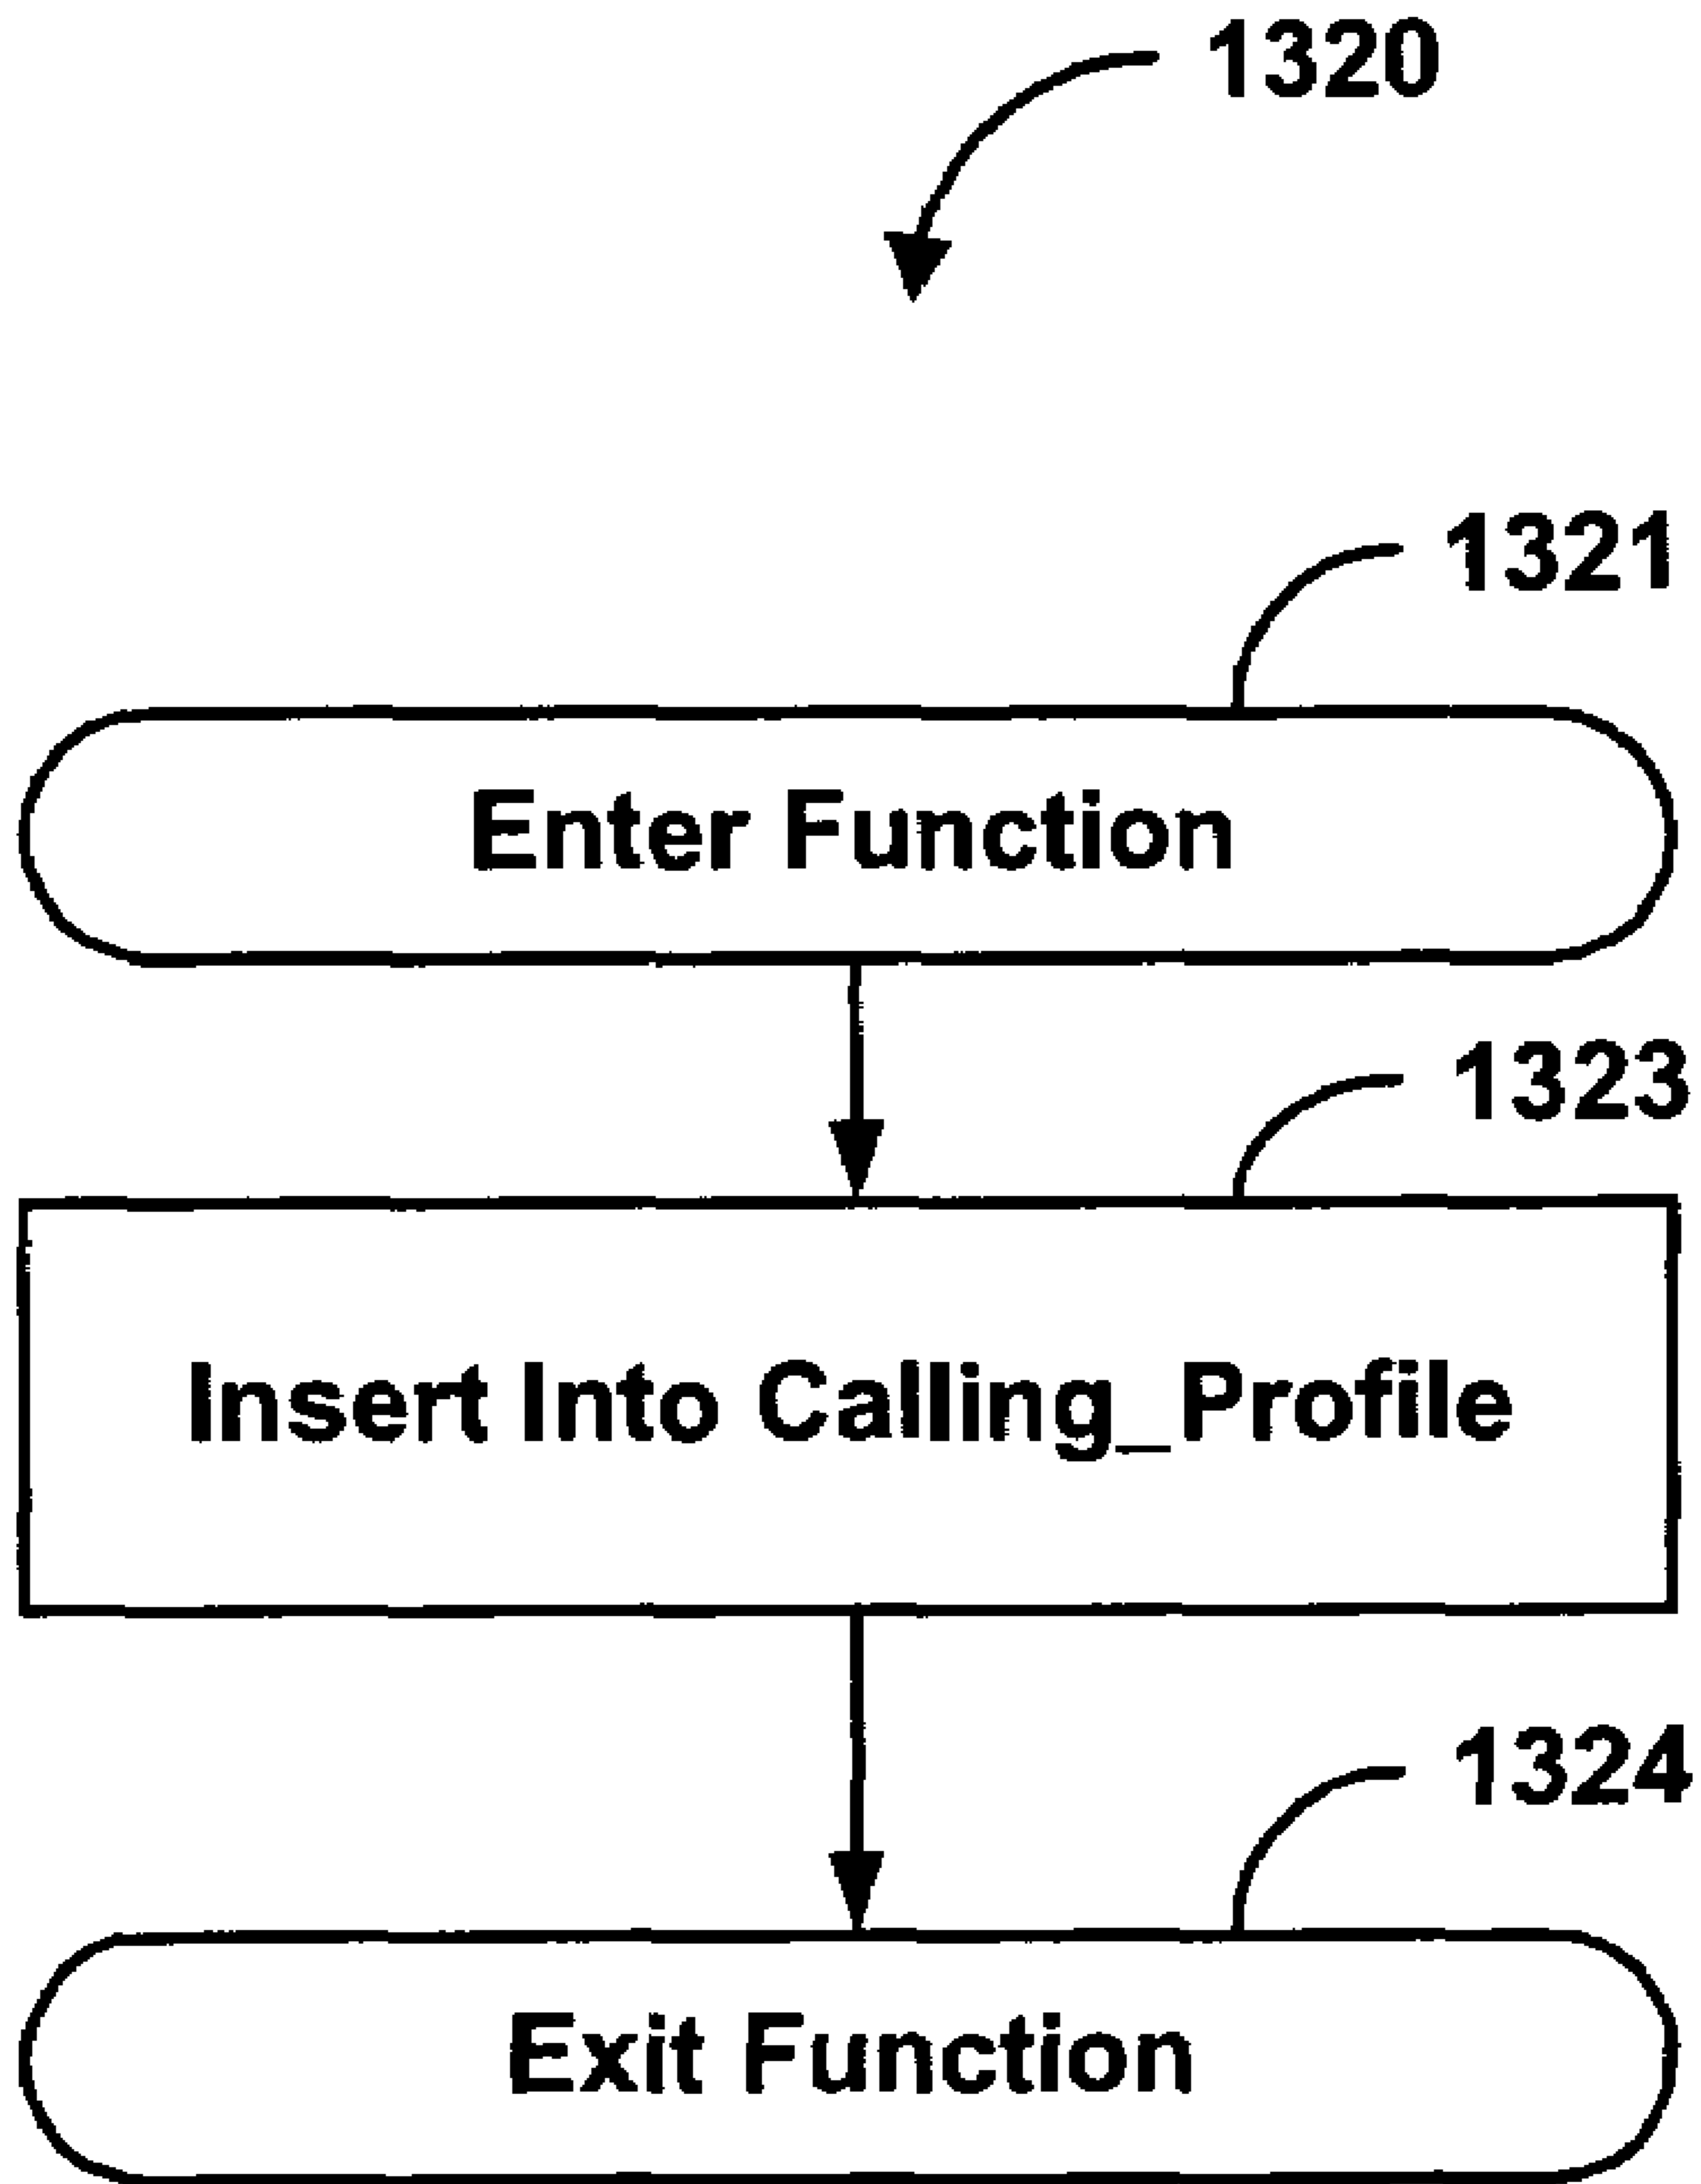 1320
1321
Enter Function
1323
Insert Into Calling_Profile
1324
Exit Function